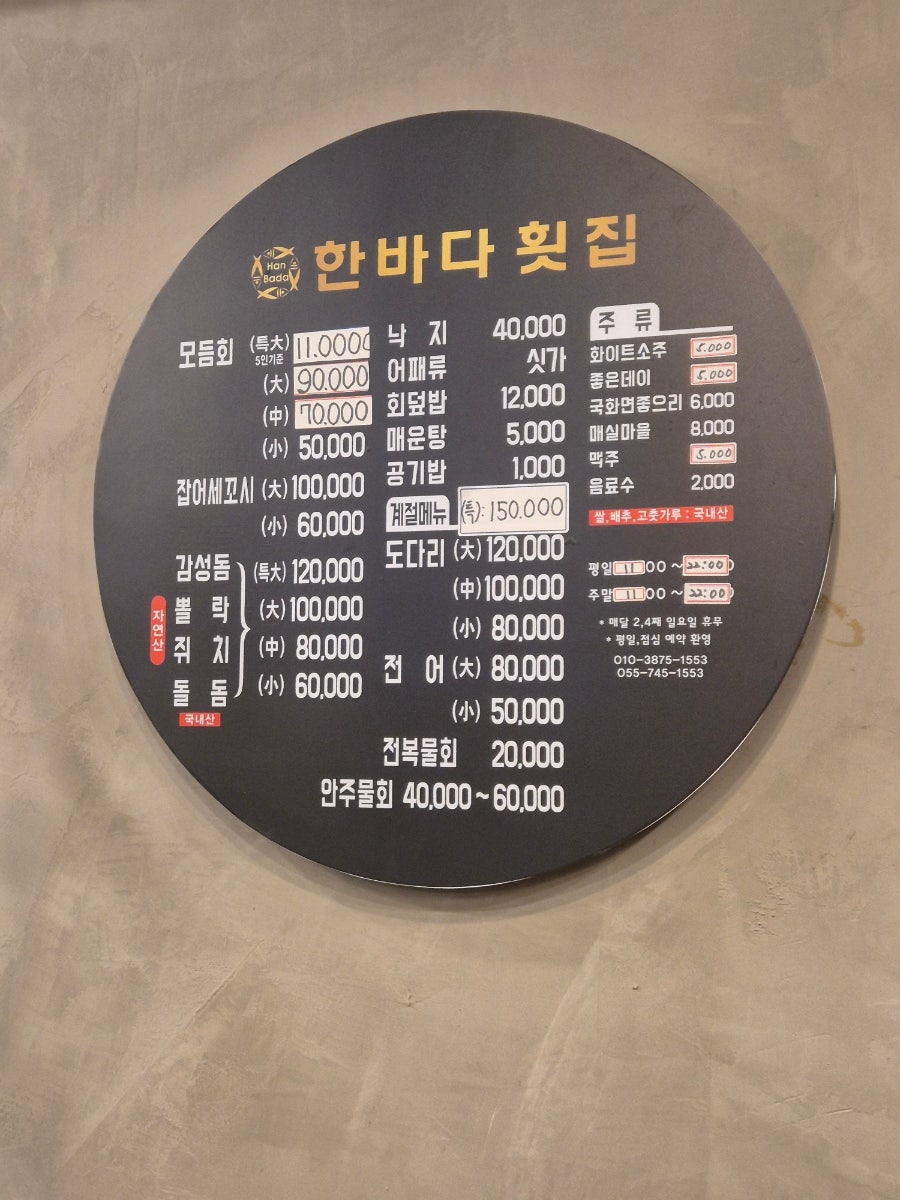 Han
Bada
한바다 횟집
모듬회 (특大) 11.0000
5인기준
(大) 90.000
(中) 70.000
(小) 50,000
잡어세꼬시 (大) 100,000
(小) 60,000
감성돔 (특大) 120,000
뽈 락 (大) 100,000
쥐 치 (中) 80,000
돌 돔 (小) 60,000
자연산
국내산
낙 지 40,000
어패류 싯가
회덮밥 12,000
매운탕 5,000
공기밥 1,000
계절메뉴 (특): 150.000
도다리 (大) 120,000
(中) 100,000
(小) 80,000
전 어 (大) 80,000
(小) 50,000
전복물회 20,000
안주물회 40,000~60,000
주 류
화이트소주 5.000
좋은데이 5.000
국화면좋으리 6,000
매실마을 8,000
맥주 5.000
음료수 2,000
쌀,배추,고춧가루 : 국내산
평일 11:00 ~ 22:00
주말 11:00 ~ 22:00
* 매달 2,4째 일요일 휴무
* 평일,점심 예약 환영
010-3875-1553
055-745-1553